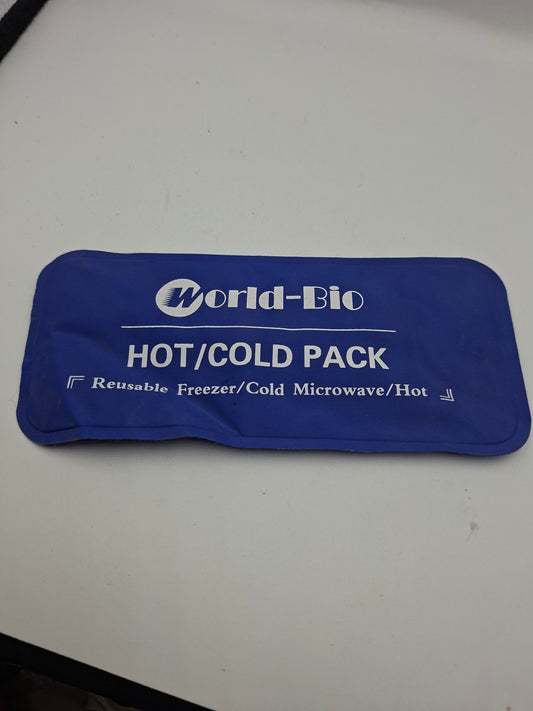 World-Bio
HOT/COLD PACK
Reusable Freezer/Cold Microwave/Hot